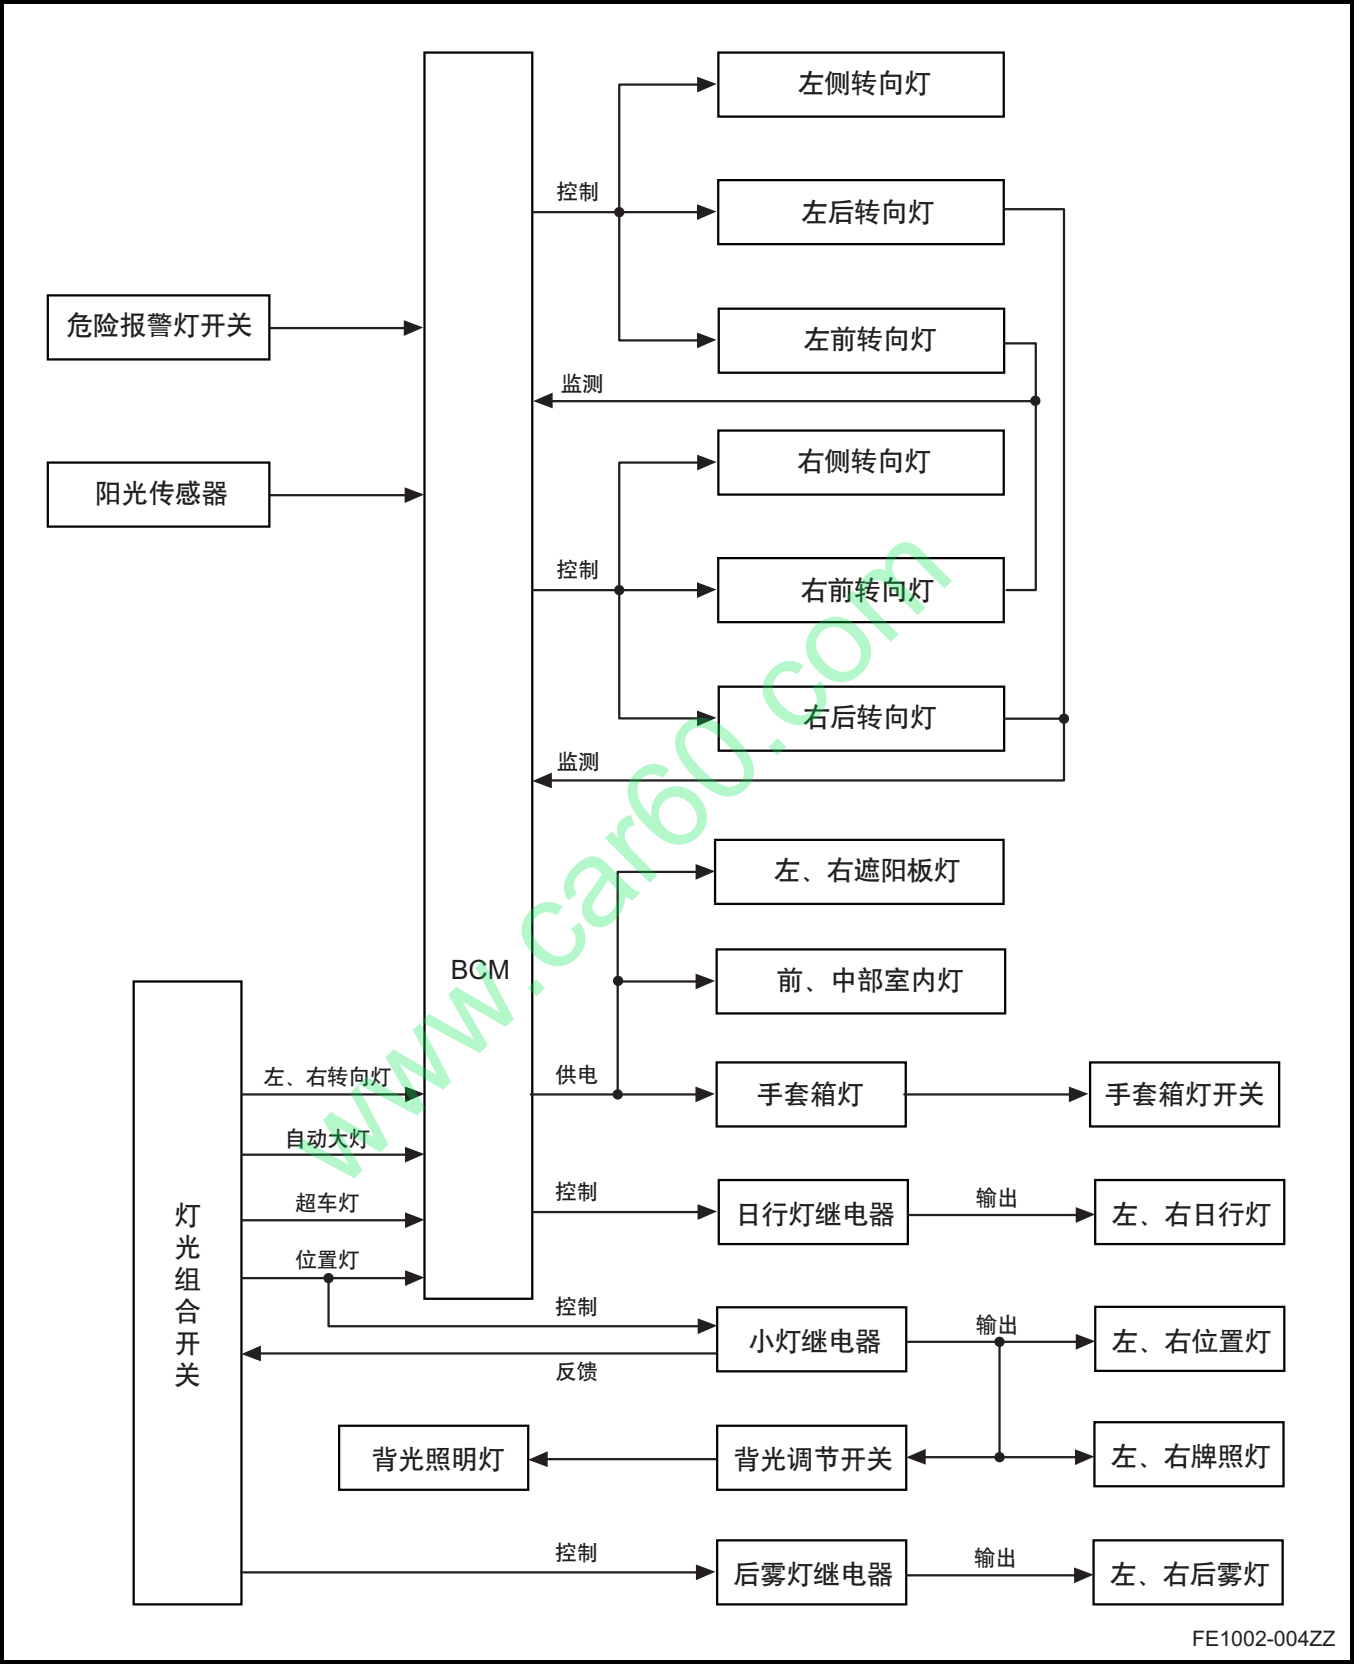 左侧转向灯
控制
左后转向灯
危险报警灯开关
左前转向灯
监测
右侧转向灯
阳光传感器
控制
右前转向灯
右后转向灯
监测
左、右遮阳板灯
BCM
前、中部室内灯
左、右转向灯
供电
手套箱灯
手套箱灯开关
自动大灯
超车灯
控制
日行灯继电器
输出
左、右日行灯
位置灯
灯光组合开关
控制
小灯继电器
输出
左、右位置灯
反馈
背光照明灯
背光调节开关
左、右牌照灯
控制
后雾灯继电器
输出
左、右后雾灯
FE1002-004ZZ
www.car60.com